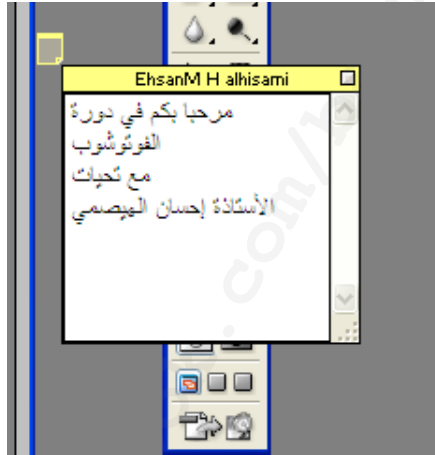 EhsanM H alhisami
مرحبا بكم في دورة
الفوتوشوب
مع تحيات
الأستاذة إحسان الهيصمي